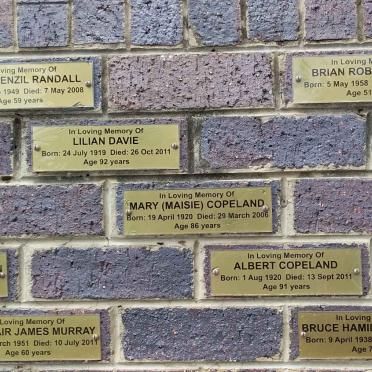 In Loving Memory Of
ENZIL RANDALL
1949 Died: 7 May 2008
Age 59 years
In Loving M
BRIAN ROB
Born: 5 May 1958
Age 51
In Loving Memory Of
LILIAN DAVIE
Born: 24 July 1919 Died: 26 Oct 2011
Age 92 years
In Loving Memory Of
MARY (MAISIE) COPELAND
Born: 19 April 1920 Died: 29 March 2006
Age 86 years
In Loving Memory Of
ALBERT COPELAND
Born: 1 Aug 1920 Died: 13 Sept 2011
Age 91 years
In Loving Memory Of
AIR JAMES MURRAY
arch 1951 Died: 10 July 2011
Age 60 years
In Loving
BRUCE HAMI
Born: 9 April 1938
Age 7